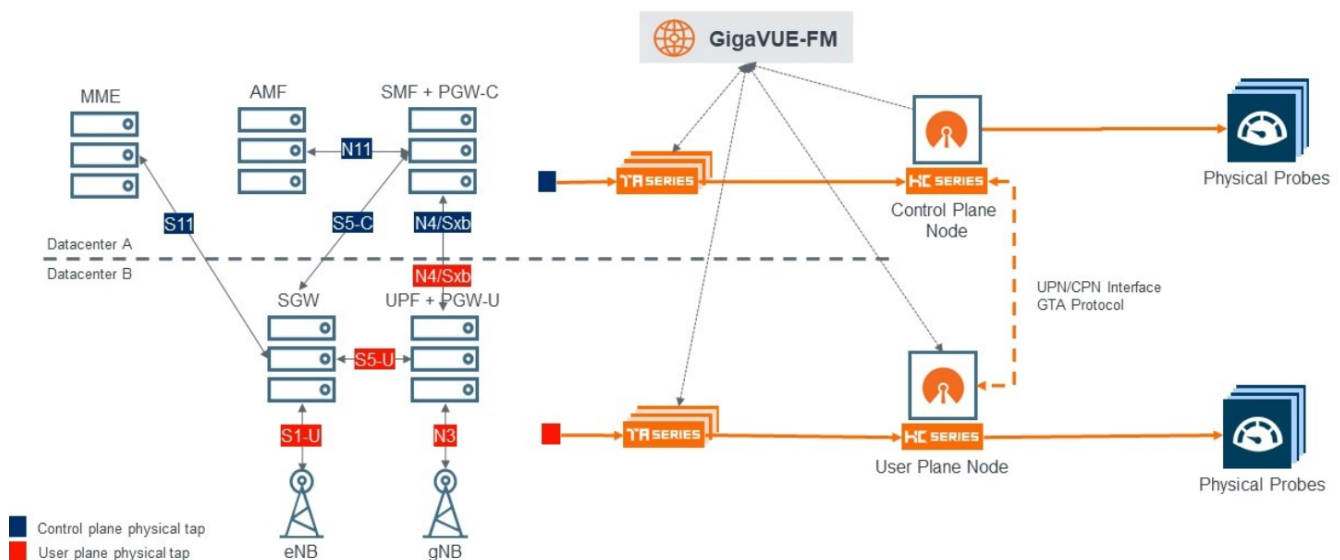 GigaVUE-FM
MME
AMF
SMF + PGW-C
N11
S11
S5-C
N4/Sxb
TA SERIES
HC SERIES
Control Plane
Node
Physical Probes
Datacenter A
Datacenter B
N4/Sxb
SGW
UPF + PGW-U
UPN/CPN Interface
GTA Protocol
S5-U
S1-U
N3
TA SERIES
HC SERIES
User Plane Node
Physical Probes
Control plane physical tap
User plane physical tap
eNB
gNB